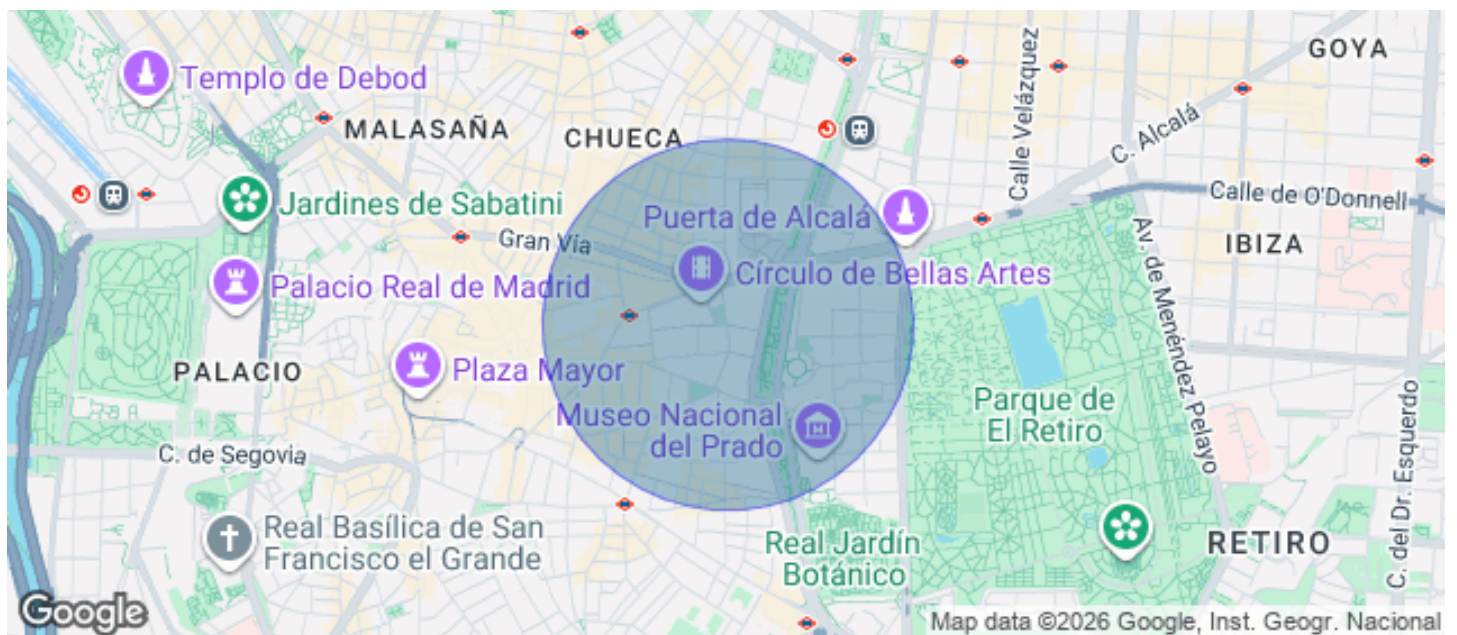 GOYA
Templo de Debod
MALASAÑA
CHUECA
Calle Velázquez
C. Alcalá
Jardines de Sabatini
Puerta de Alcalá
Calle de O'Donnell
Gran Vía
IBIZA
Palacio Real de Madrid
Círculo de Bellas Artes
Av. de Menéndez Pelayo
PALACIO
Plaza Mayor
Museo Nacional
del Prado
Parque de
El Retiro
C. de Segovia
C. del Dr. Esquerdo
Real Basílica de San
Francisco el Grande
Real Jardín
Botánico
RETIRO
Google
Map data ©2026 Google, Inst. Geogr. Nacional